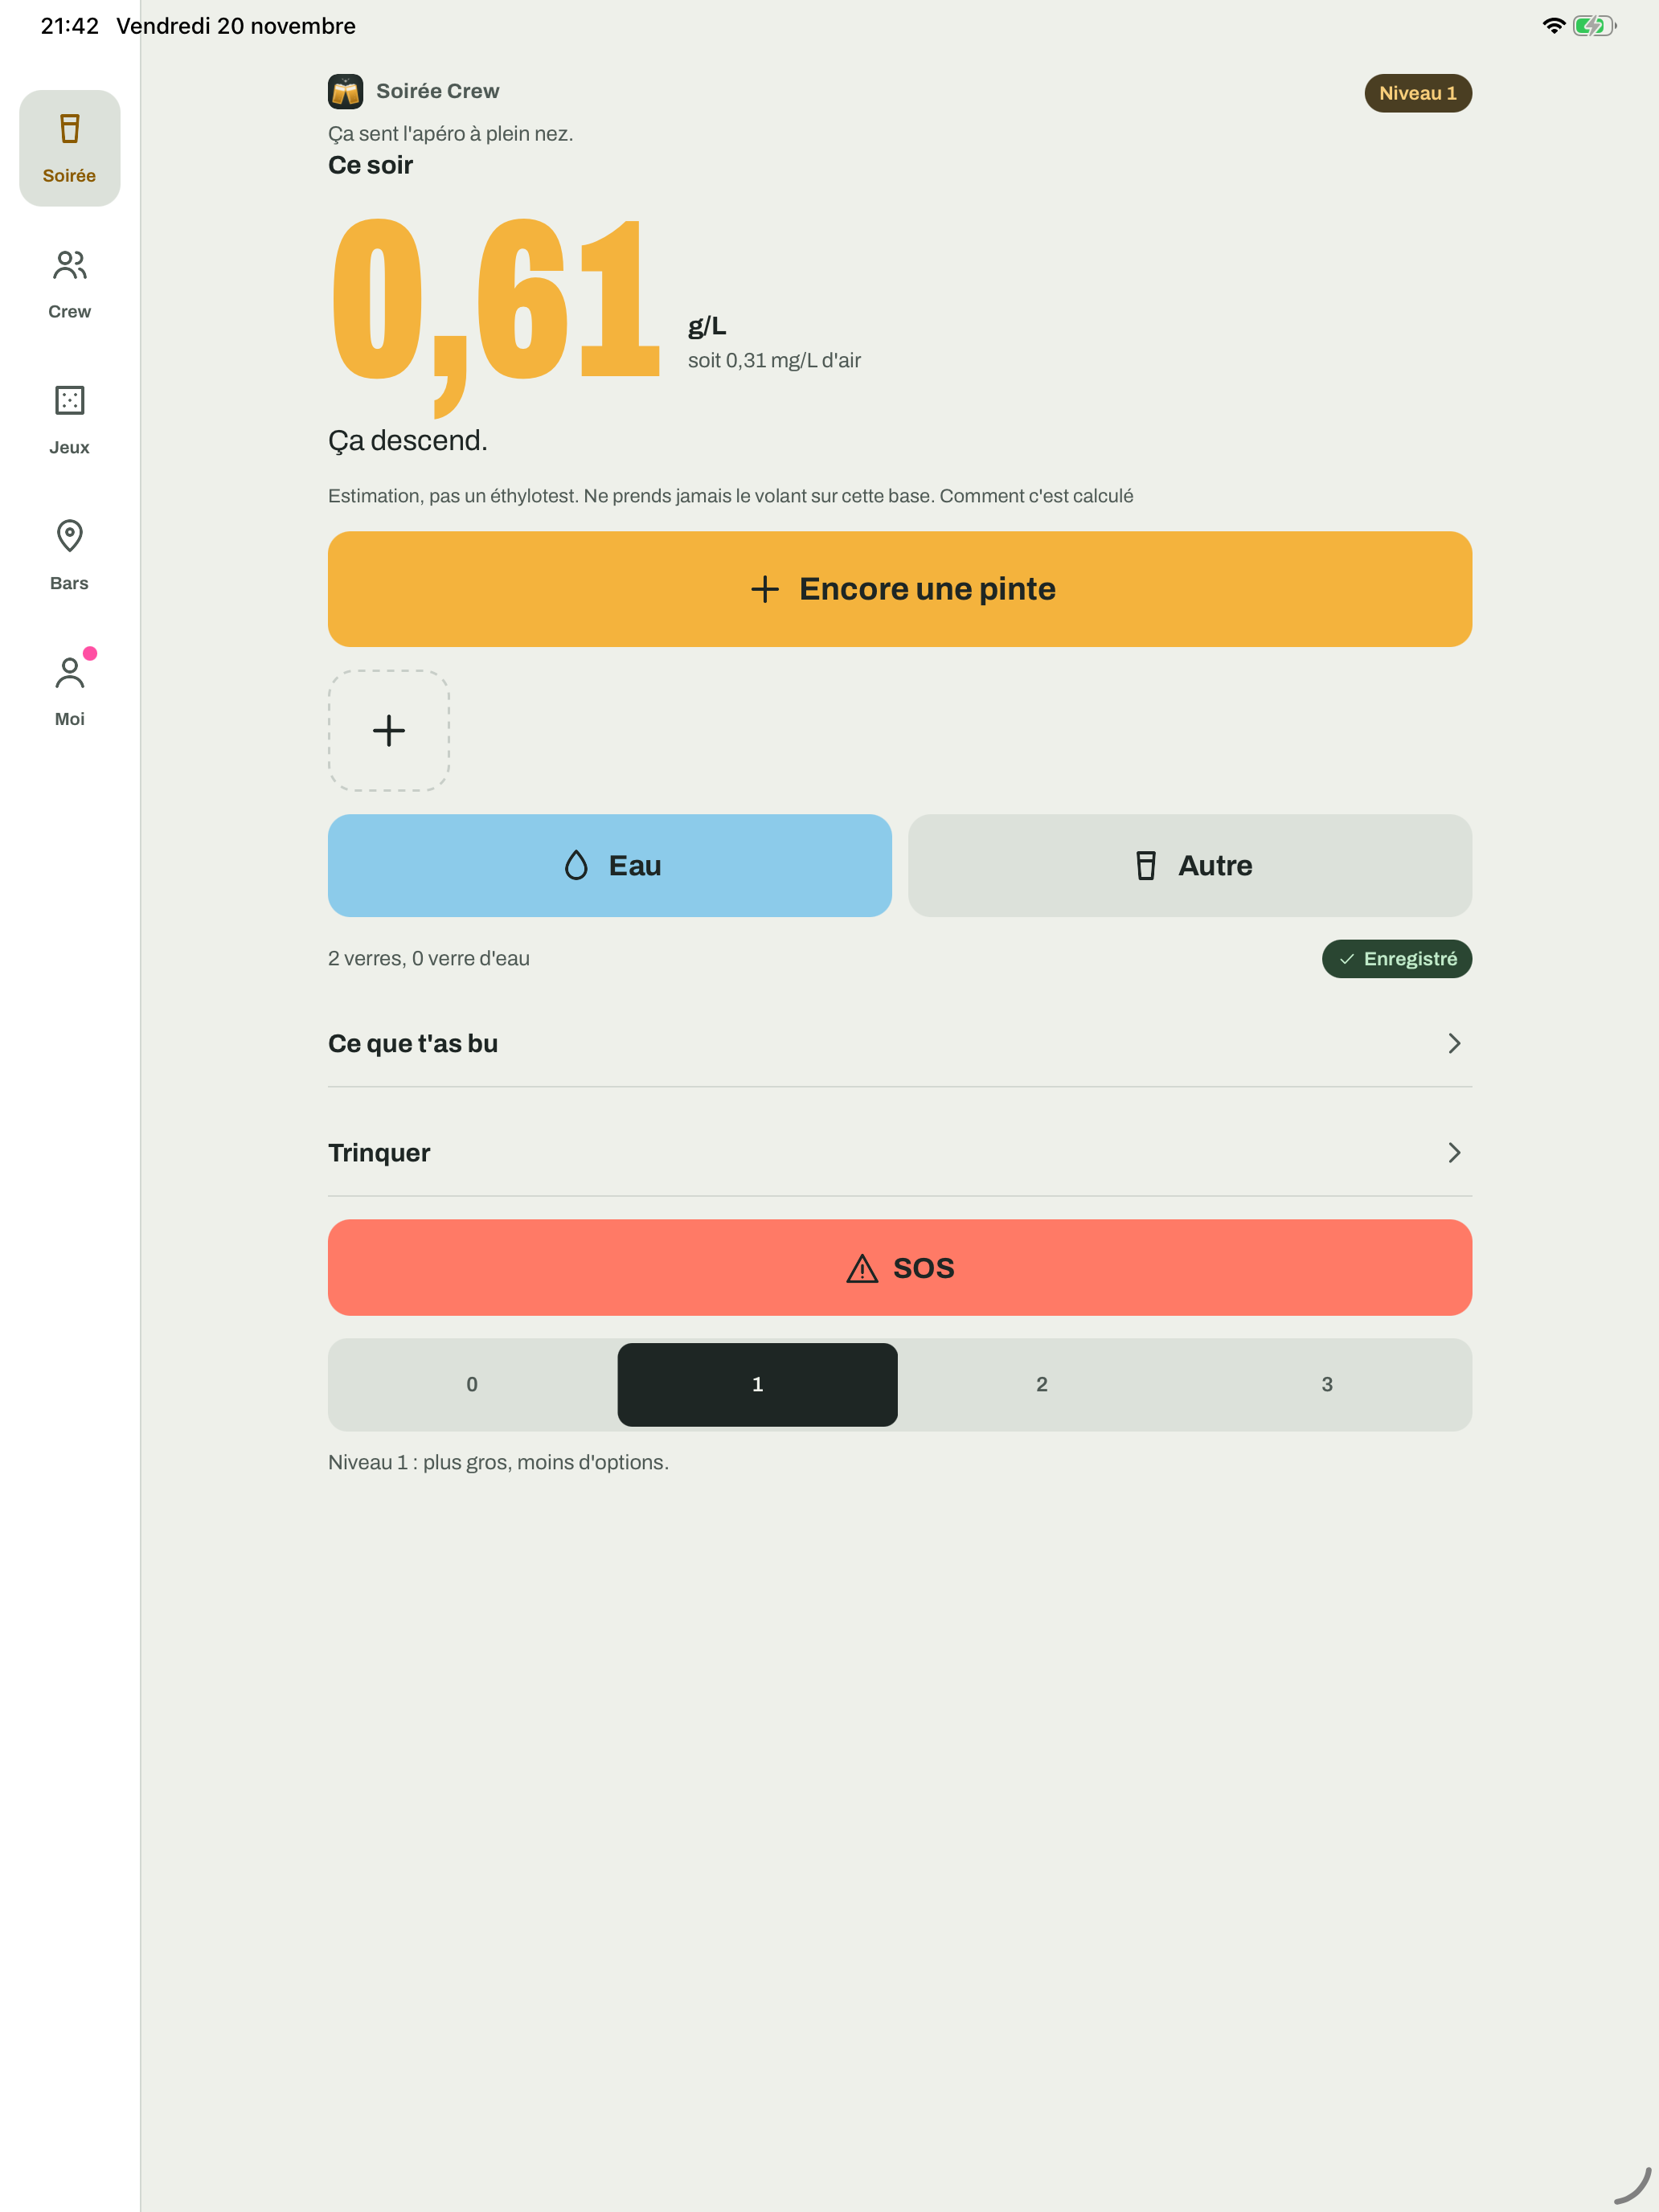 21:42 Vendredi 20 novembre
Soirée Crew
Niveau 1
Ça sent l'apéro à plein nez.
Ce soir
0,61
g/L
soit 0,31 mg/L d'air
Ça descend.
Estimation, pas un éthylotest. Ne prends jamais le volant sur cette base. Comment c'est calculé
Encore une pinte
Eau
Autre
2 verres, 0 verre d'eau
Enregistré
Ce que t'as bu
Trinquer
SOS
0 1 2 3
Niveau 1 : plus gros, moins d'options.
Soirée
Crew
Jeux
Bars
Moi